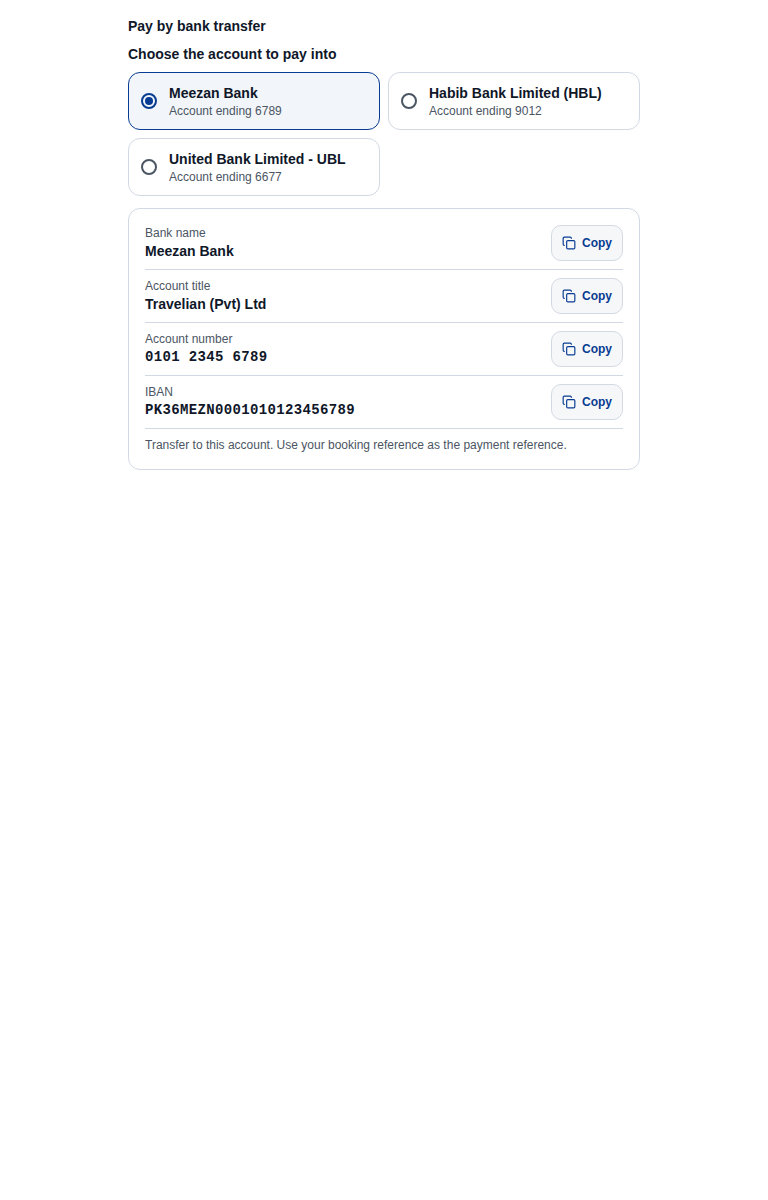 Pay by bank transfer
Choose the account to pay into
Meezan Bank
Account ending 6789
Habib Bank Limited (HBL)
Account ending 9012
United Bank Limited - UBL
Account ending 6677
Bank name
Meezan Bank
Copy
Account title
Travelian (Pvt) Ltd
Copy
Account number
0101 2345 6789
Copy
IBAN
PK36MEZN0001010123456789
Copy
Transfer to this account. Use your booking reference as the payment reference.